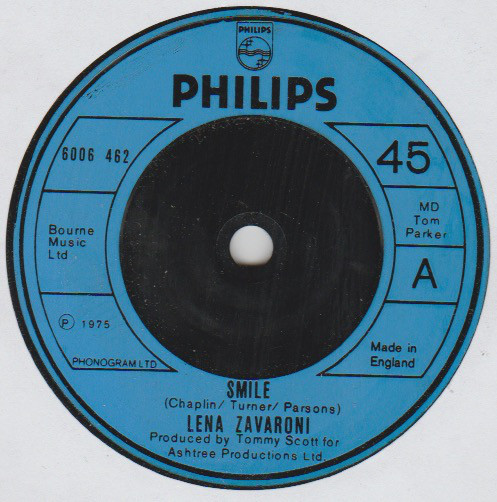 PHILIPS
PHILIPS
6006 462
45
Bourne
Music
Ltd
MD
Tom
Parker
A
℗ 1975
PHONOGRAM LTD
Made in
England
SMILE
(Chaplin/ Turner/ Parsons)
LENA ZAVARONI
Produced by Tommy Scott for
Ashtree Productions Ltd.